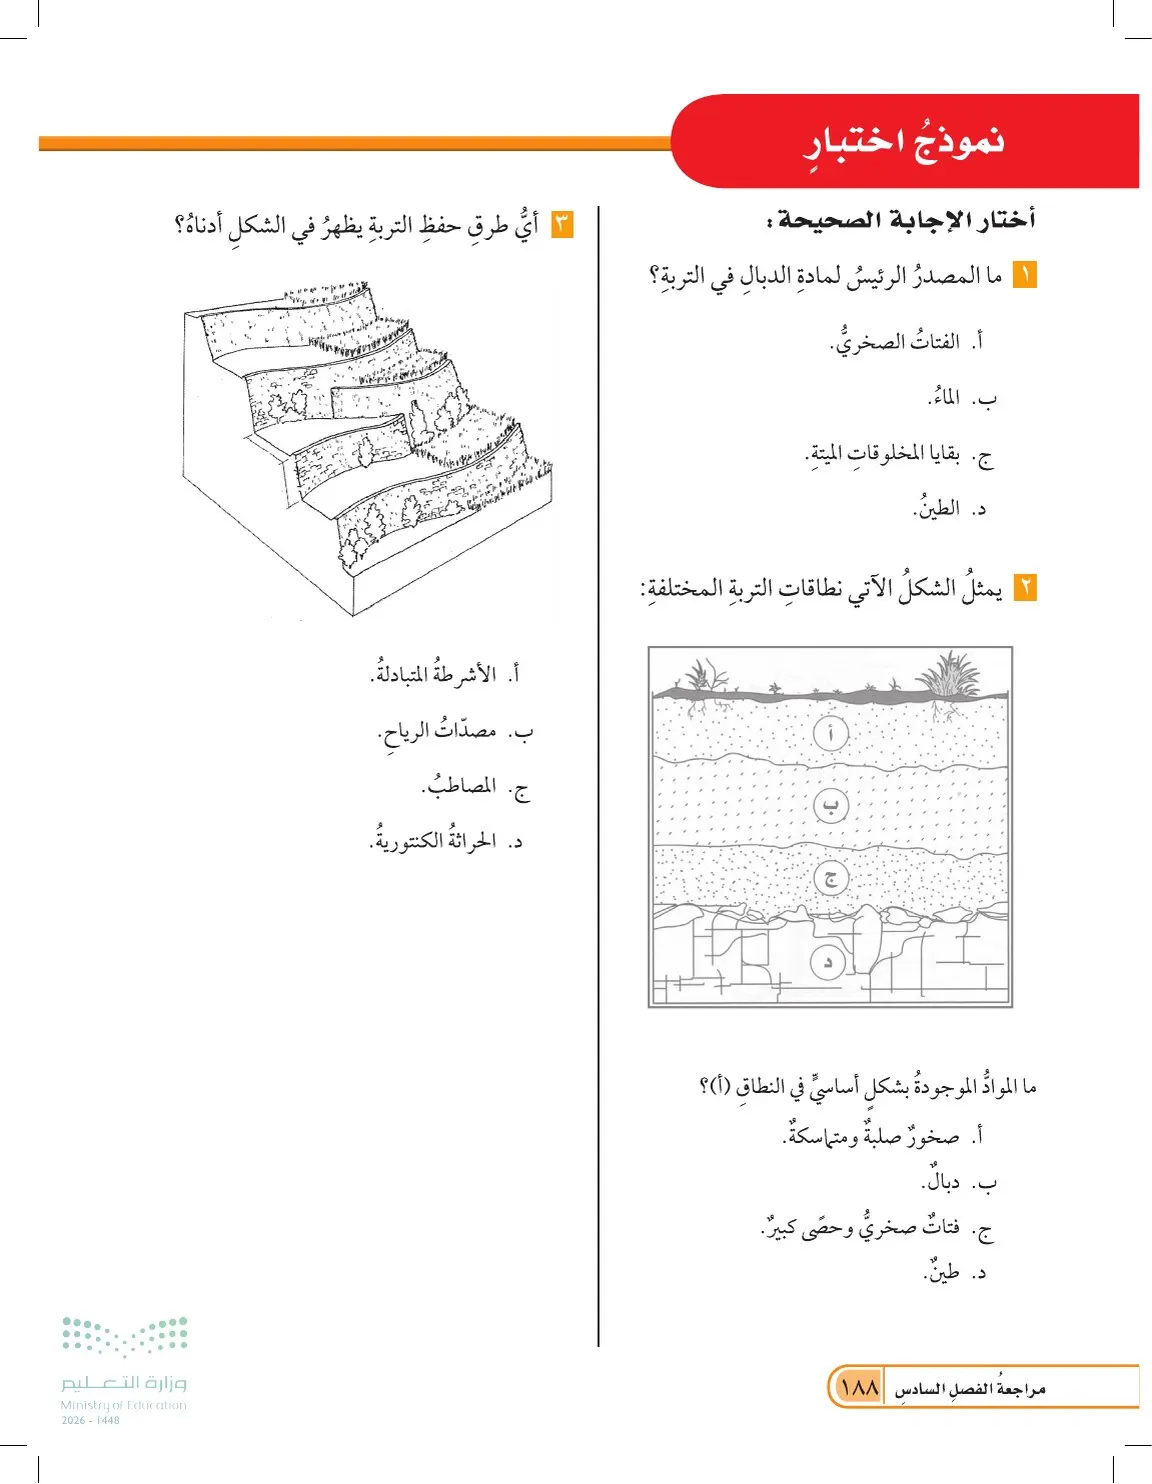 نموذجُ اختبارٍ
أختار الإجابة الصحيحة :
١ ما المصدرُ الرئيسُ لمادةِ الدبالِ في التربةِ؟
أ. الفتاتُ الصخريُّ.
ب. الماءُ.
ج. بقايا المخلوقاتِ الميتةِ.
د. الطينُ.
٢ يمثلُ الشكلُ الآتي نطاقاتِ التربةِ المختلفةِ:
أ
ب
ج
د
ما الموادُّ الموجودةُ بشكلٍ أساسيٍّ في النطاقِ (أ)؟
أ. صخورٌ صلبةٌ ومتماسكةٌ.
ب. دبالٌ.
ج. فتاتٌ صخريٌّ وحصًى كبيرٌ.
د. طينٌ.
٣ أيُّ طرقِ حفظِ التربةِ يظهرُ في الشكلِ أدناهُ؟
أ. الأشرطةُ المتبادلةُ.
ب. مصدّاتُ الرياحِ.
ج. المصاطبُ.
د. الحراثةُ الكنتوريةُ.
مراجعةُ الفصلِ السادسِ
١٨٨
وزارة التعليم
Ministry of Education
2026 - 1448